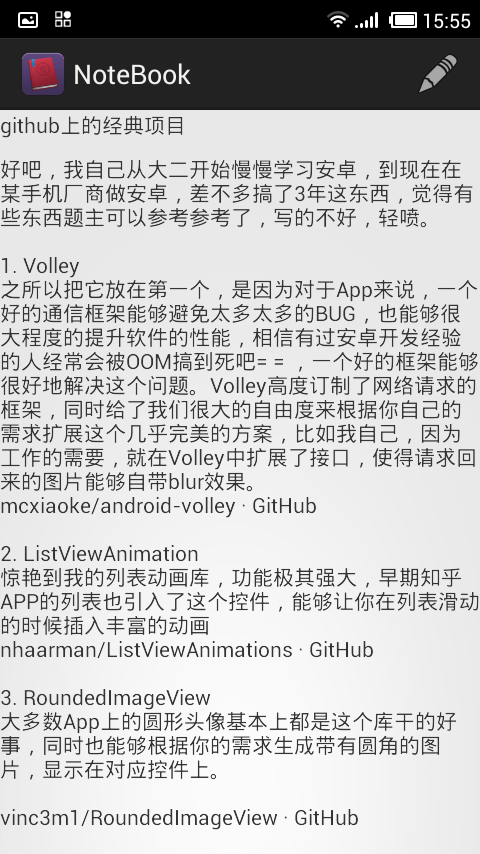 15:55
NoteBook
github上的经典项目
好吧，我自己从大二开始慢慢学习安卓，到现在在
某手机厂商做安卓，差不多搞了3年这东西，觉得有
些东西题主可以参考参考了，写的不好，轻喷。
1. Volley
之所以把它放在第一个，是因为对于App来说，一个
好的通信框架能够避免太多太多的BUG，也能够很
大程度的提升软件的性能，相信有过安卓开发经验
的人经常会被OOM搞到死吧= = ，一个好的框架能够
很好地解决这个问题。Volley高度订制了网络请求的
框架，同时给了我们很大的自由度来根据你自己的
需求扩展这个几乎完美的方案，比如我自己，因为
工作的需要，就在Volley中扩展了接口，使得请求回
来的图片能够自带blur效果。
mcxiaoke/android-volley · GitHub
2. ListViewAnimation
惊艳到我的列表动画库，功能极其强大，早期知乎
APP的列表也引入了这个控件，能够让你在列表滑动
的时候插入丰富的动画
nhaarman/ListViewAnimations · GitHub
3. RoundedImageView
大多数App上的圆形头像基本上都是这个库干的好
事，同时也能够根据你的需求生成带有圆角的图
片，显示在对应控件上。
vinc3m1/RoundedImageView · GitHub